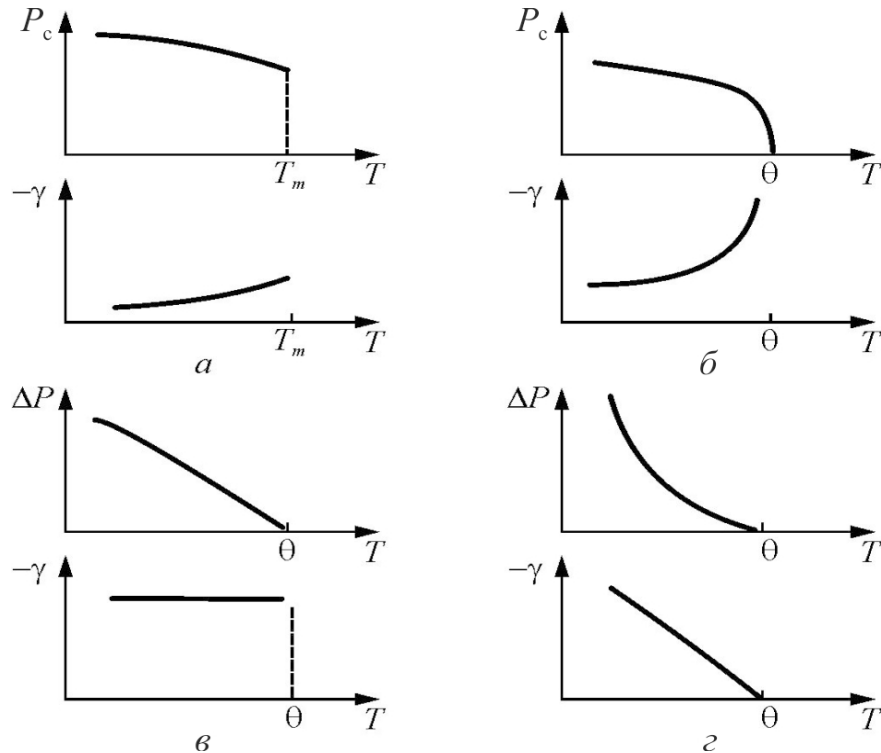 P_c P_c
T_m T Θ T
−γ −γ
T_m T Θ T
а б
ΔP ΔP
Θ T Θ T
−γ −γ
Θ T Θ T
в г